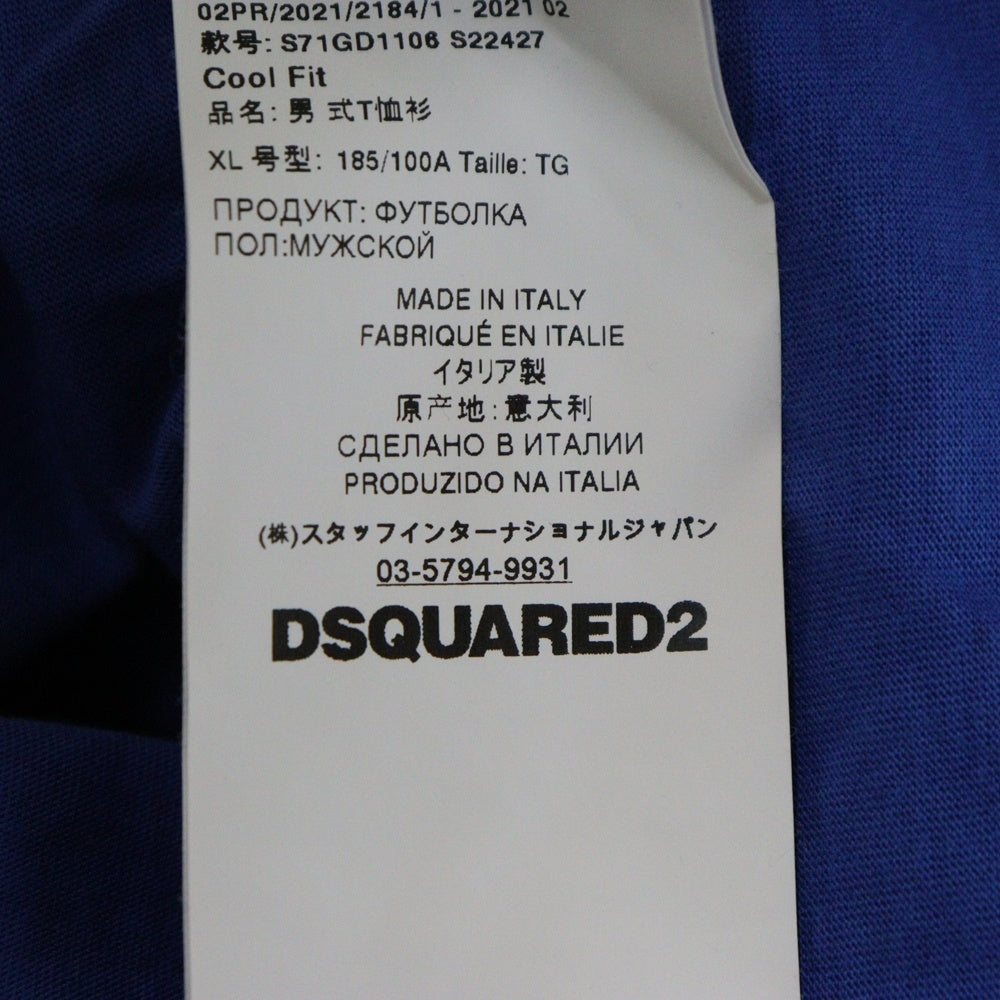 02PR/2021/2184/1 - 2021 02
款号: S71GD1106 S22427
Cool Fit
品名: 男 式T恤衫
XL 号型: 185/100A Taille: TG
ПРОДУКТ: ФУТБОЛКА
ПОЛ:МУЖСКОЙ
MADE IN ITALY
FABRIQUÉ EN ITALIE
イタリア製
原产地:意大利
СДЕЛАНО В ИТАЛИИ
PRODUZIDO NA ITALIA
(株)スタッフインターナショナルジャパン
03-5794-9931
DSQUARED2